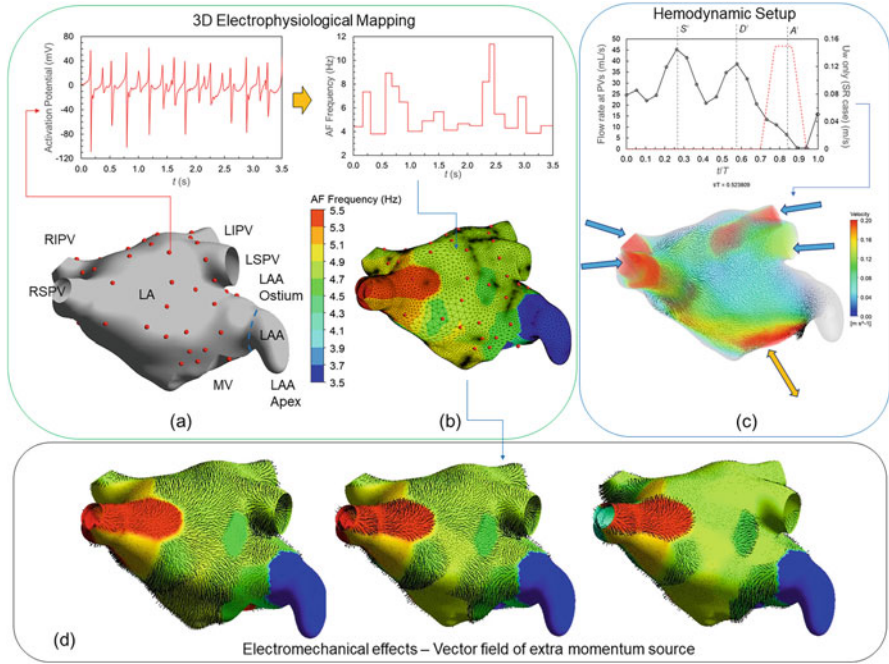 3D Electrophysiological Mapping
Hemodynamic Setup
Activation Potential (mV)
80
40
0
-40
-80
-120
0.0 0.5 1.0 1.5 2.0 2.5 3.0 3.5
t (s)
AF Frequency (Hz)
12
10
8
6
4
2
0.0 0.5 1.0 1.5 2.0 2.5 3.0 3.5
t (s)
S' D' A'
Flow rate at PVs (mL/s)
50
45
40
35
30
25
20
15
10
5
0
0.16
0.12
0.08
0.04
0.00
Uw only (SR case) (m/s)
0.0 0.1 0.2 0.3 0.4 0.5 0.6 0.7 0.8 0.9 1.0
t/T
t/T = 0.523809
RIPV
LIPV
RSPV
LSPV
LA
LAA Ostium
LAA
MV
LAA Apex
(a)
AF Frequency (Hz)
5.5
5.3
5.1
4.9
4.7
4.5
4.3
4.1
3.9
3.7
3.5
(b)
Velocity
0.20
0.16
0.12
0.08
0.04
0.00
[m s^-1]
(c)
(d)
Electromechanical effects – Vector field of extra momentum source